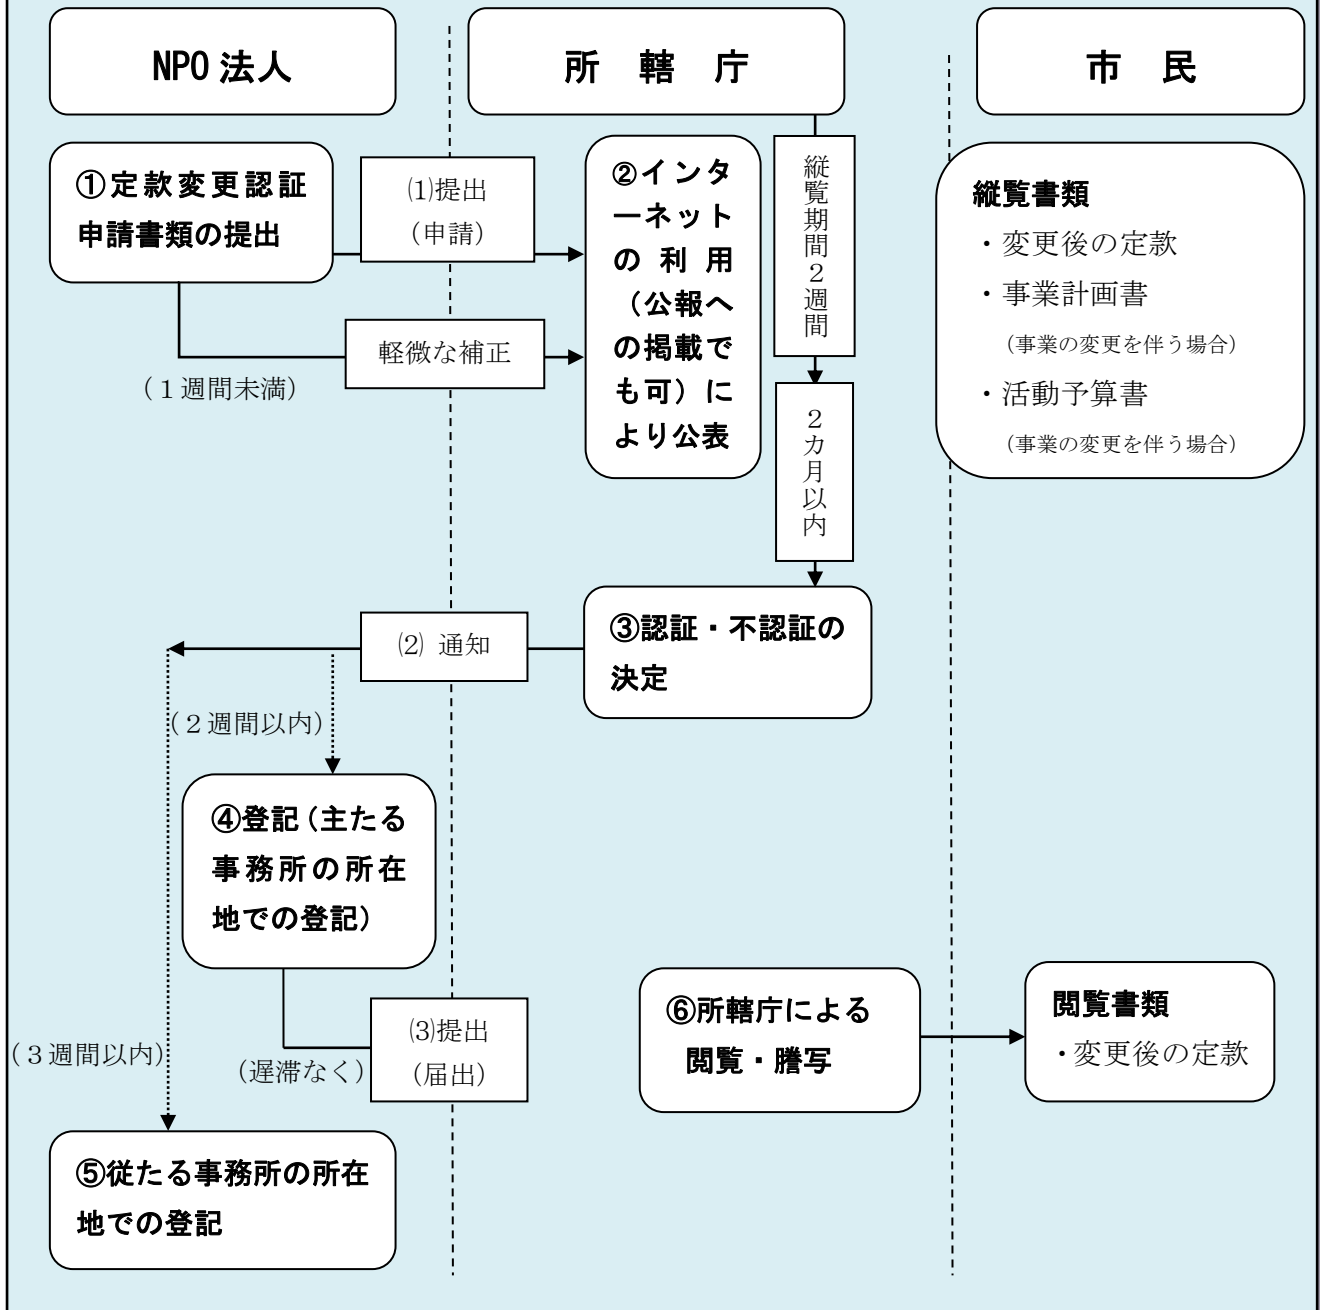 NPO法人
所　轄　庁
市　民
①定款変更認証
申請書類の提出
⑴提出
（申請）
軽微な補正
（１週間未満）
②インタ
ーネット
の利用
（公報へ
の掲載で
も可）に
より公表
縦覧期間２週間
２カ月以内
縦覧書類
・変更後の定款
・事業計画書
（事業の変更を伴う場合）
・活動予算書
（事業の変更を伴う場合）
③認証・不認証の
決定
⑵ 通知
（２週間以内）
④登記（主たる
事務所の所在
地での登記）
⑶提出
（届出）
（遅滞なく）
（３週間以内）
⑤従たる事務所の所在
地での登記
⑥所轄庁による
閲覧・謄写
閲覧書類
・変更後の定款